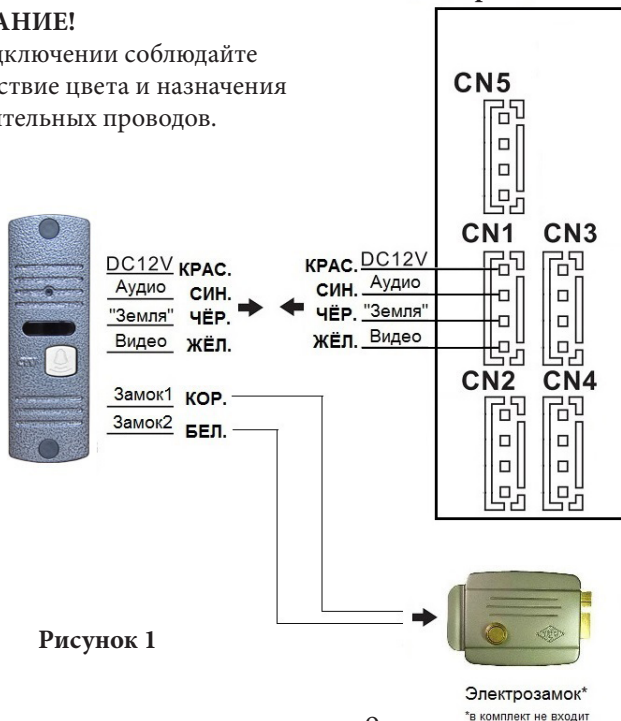 АНИЕ!
дключении соблюдайте
ствие цвета и назначения
ительных проводов.
CN5
CN1 CN3
DC12V КРАС.
Аудио СИН.
"Земля" ЧЁР.
Видео ЖЁЛ.
КРАС. DC12V
СИН. Аудио
ЧЁР. "Земля"
ЖЁЛ. Видео
CN2 CN4
Замок1 КОР.
Замок2 БЕЛ.
Рисунок 1
Электрозамок*
*в комплект не входит